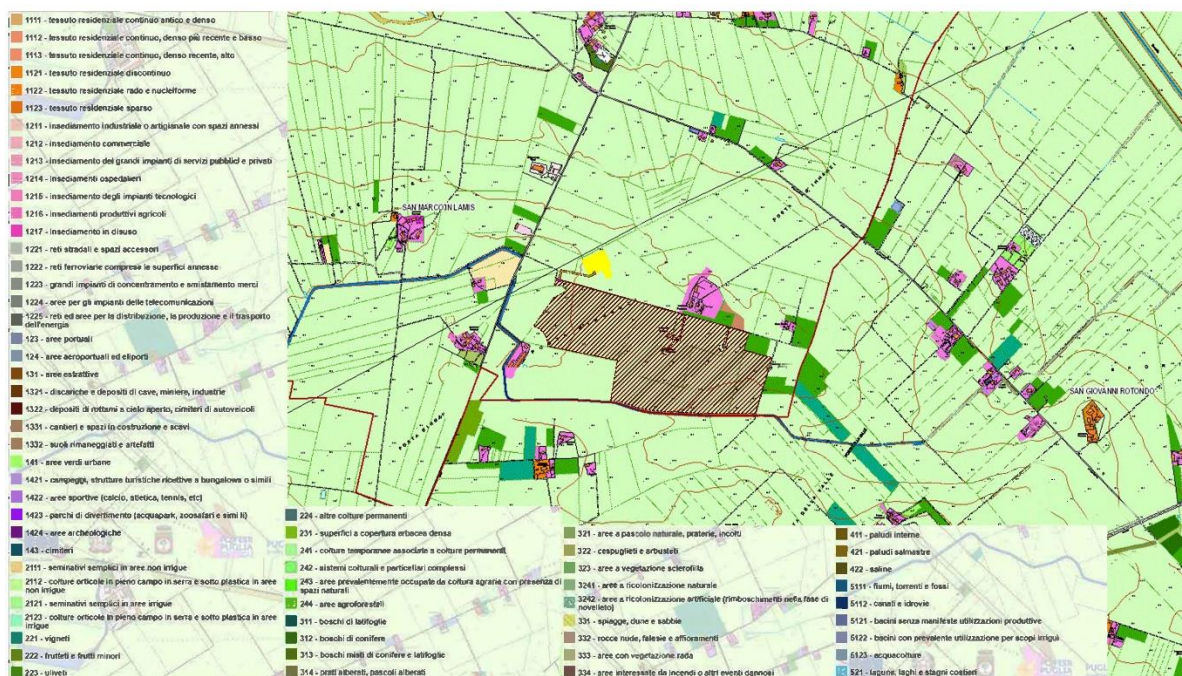 1111 - tessuto residenziale continuo antico e denso
1112 - tessuto residenziale continuo, denso più recente e basso
1113 - tessuto residenziale continuo, denso recente, alto
1121 - tessuto residenziale discontinuo
1122 - tessuto residenziale rado e nucleiforme
1123 - tessuto residenziale sparso
1211 - insediamento industriale o artigianale con spazi annessi
1212 - insediamento commerciale
1213 - insediamento dei grandi impianti di servizi pubblici e privati
1214 - insediamenti ospedalieri
1215 - insediamento degli impianti tecnologici
1216 - insediamenti produttivi agricoli
1217 - insediamento in disuso
1221 - reti stradali e spazi accessori
1222 - reti ferroviarie comprese le superfici annesse
1223 - grandi impianti di concentramento e smistamento merci
1224 - aree per gli impianti delle telecomunicazioni
1225 - reti ed aree per la distribuzione, la produzione e il trasporto
dell'energia
123 - aree portuali
124 - aree aeroportuali ed eliporti
131 - aree estrattive
1321 - discariche e depositi di cave, miniere, industrie
1322 - depositi di rottami a cielo aperto, cimiteri di autoveicoli
1331 - cantieri e spazi in costruzione e scavi
1332 - suoli rimaneggiati e artefatti
141 - aree verdi urbane
1421 - campeggi, strutture turistiche ricettive a bungalows o simili
1422 - aree sportive (calcio, atletica, tennis, etc)
1423 - parchi di divertimento (acquapark, zoosafari e simili)
1424 - aree archeologiche
143 - cimiteri
2111 - seminativi semplici in aree non irrigue
2112 - colture orticole in pieno campo in serra e sotto plastica in aree
non irrigue
2121 - seminativi semplici in aree irrigue
2123 - colture orticole in pieno campo in serra e sotto plastica in aree
irrigue
221 - vigneti
222 - frutteti e frutti minori
223 - uliveti
224 - altre colture permanenti
231 - superfici a copertura erbacea densa
241 - colture temporanee associate a colture permanenti
242 - sistemi colturali e particellari complessi
243 - aree prevalentemente occupate da coltura agrarie con presenza di
spazi naturali
244 - aree agroforestali
311 - boschi di latifoglie
312 - boschi di conifere
313 - boschi misti di conifere e latifoglie
314 - prati alberati, pascoli alberati
321 - aree a pascolo naturale, praterie, incolti
322 - cespuglieti e arbusteti
323 - aree a vegetazione sclerofilla
3241 - aree a ricolonizzazione naturale
3242 - aree a ricolonizzazione artificiale (rimboschimenti nella fase di
novelleto)
331 - spiagge, dune e sabbie
332 - rocce nude, falesie e affioramenti
333 - aree con vegetazione rada
334 - aree interessate da incendi o altri eventi dannosi
411 - paludi interne
421 - paludi salmastre
422 - saline
5111 - fiumi, torrenti e fossi
5112 - canali e idrovie
5121 - bacini senza manifeste utilizzazioni produttive
5122 - bacini con prevalente utilizzazione per scopi irrigui
5123 - acquacolture
521 - lagune, laghi e stagni costieri
SAN MARCO IN LAMIS
SAN GIOVANNI ROTONDO